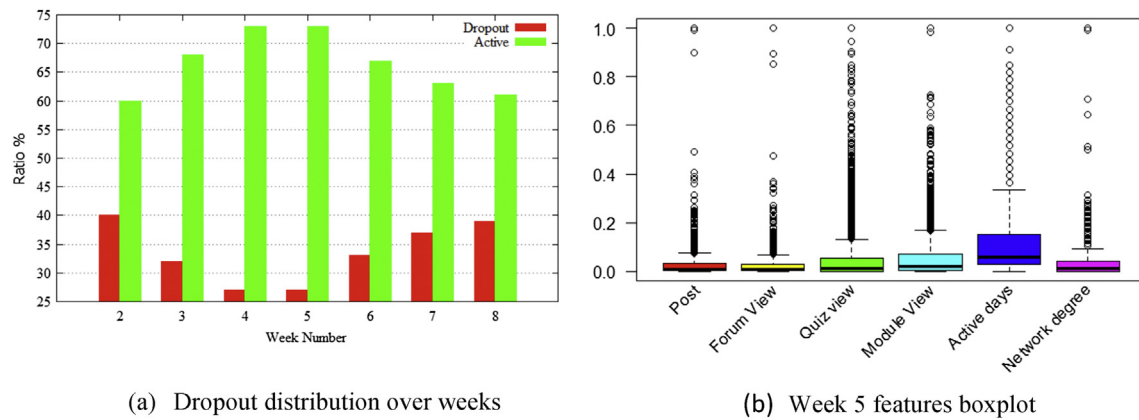 75
70
65
60
55
50
45
40
35
30
25
Ratio %
Dropout
Active
2 3 4 5 6 7 8
Week Number
(a) Dropout distribution over weeks
1.0
0.8
0.6
0.4
0.2
0.0
Post
Forum View
Quiz view
Module View
Active days
Network degree
(b) Week 5 features boxplot